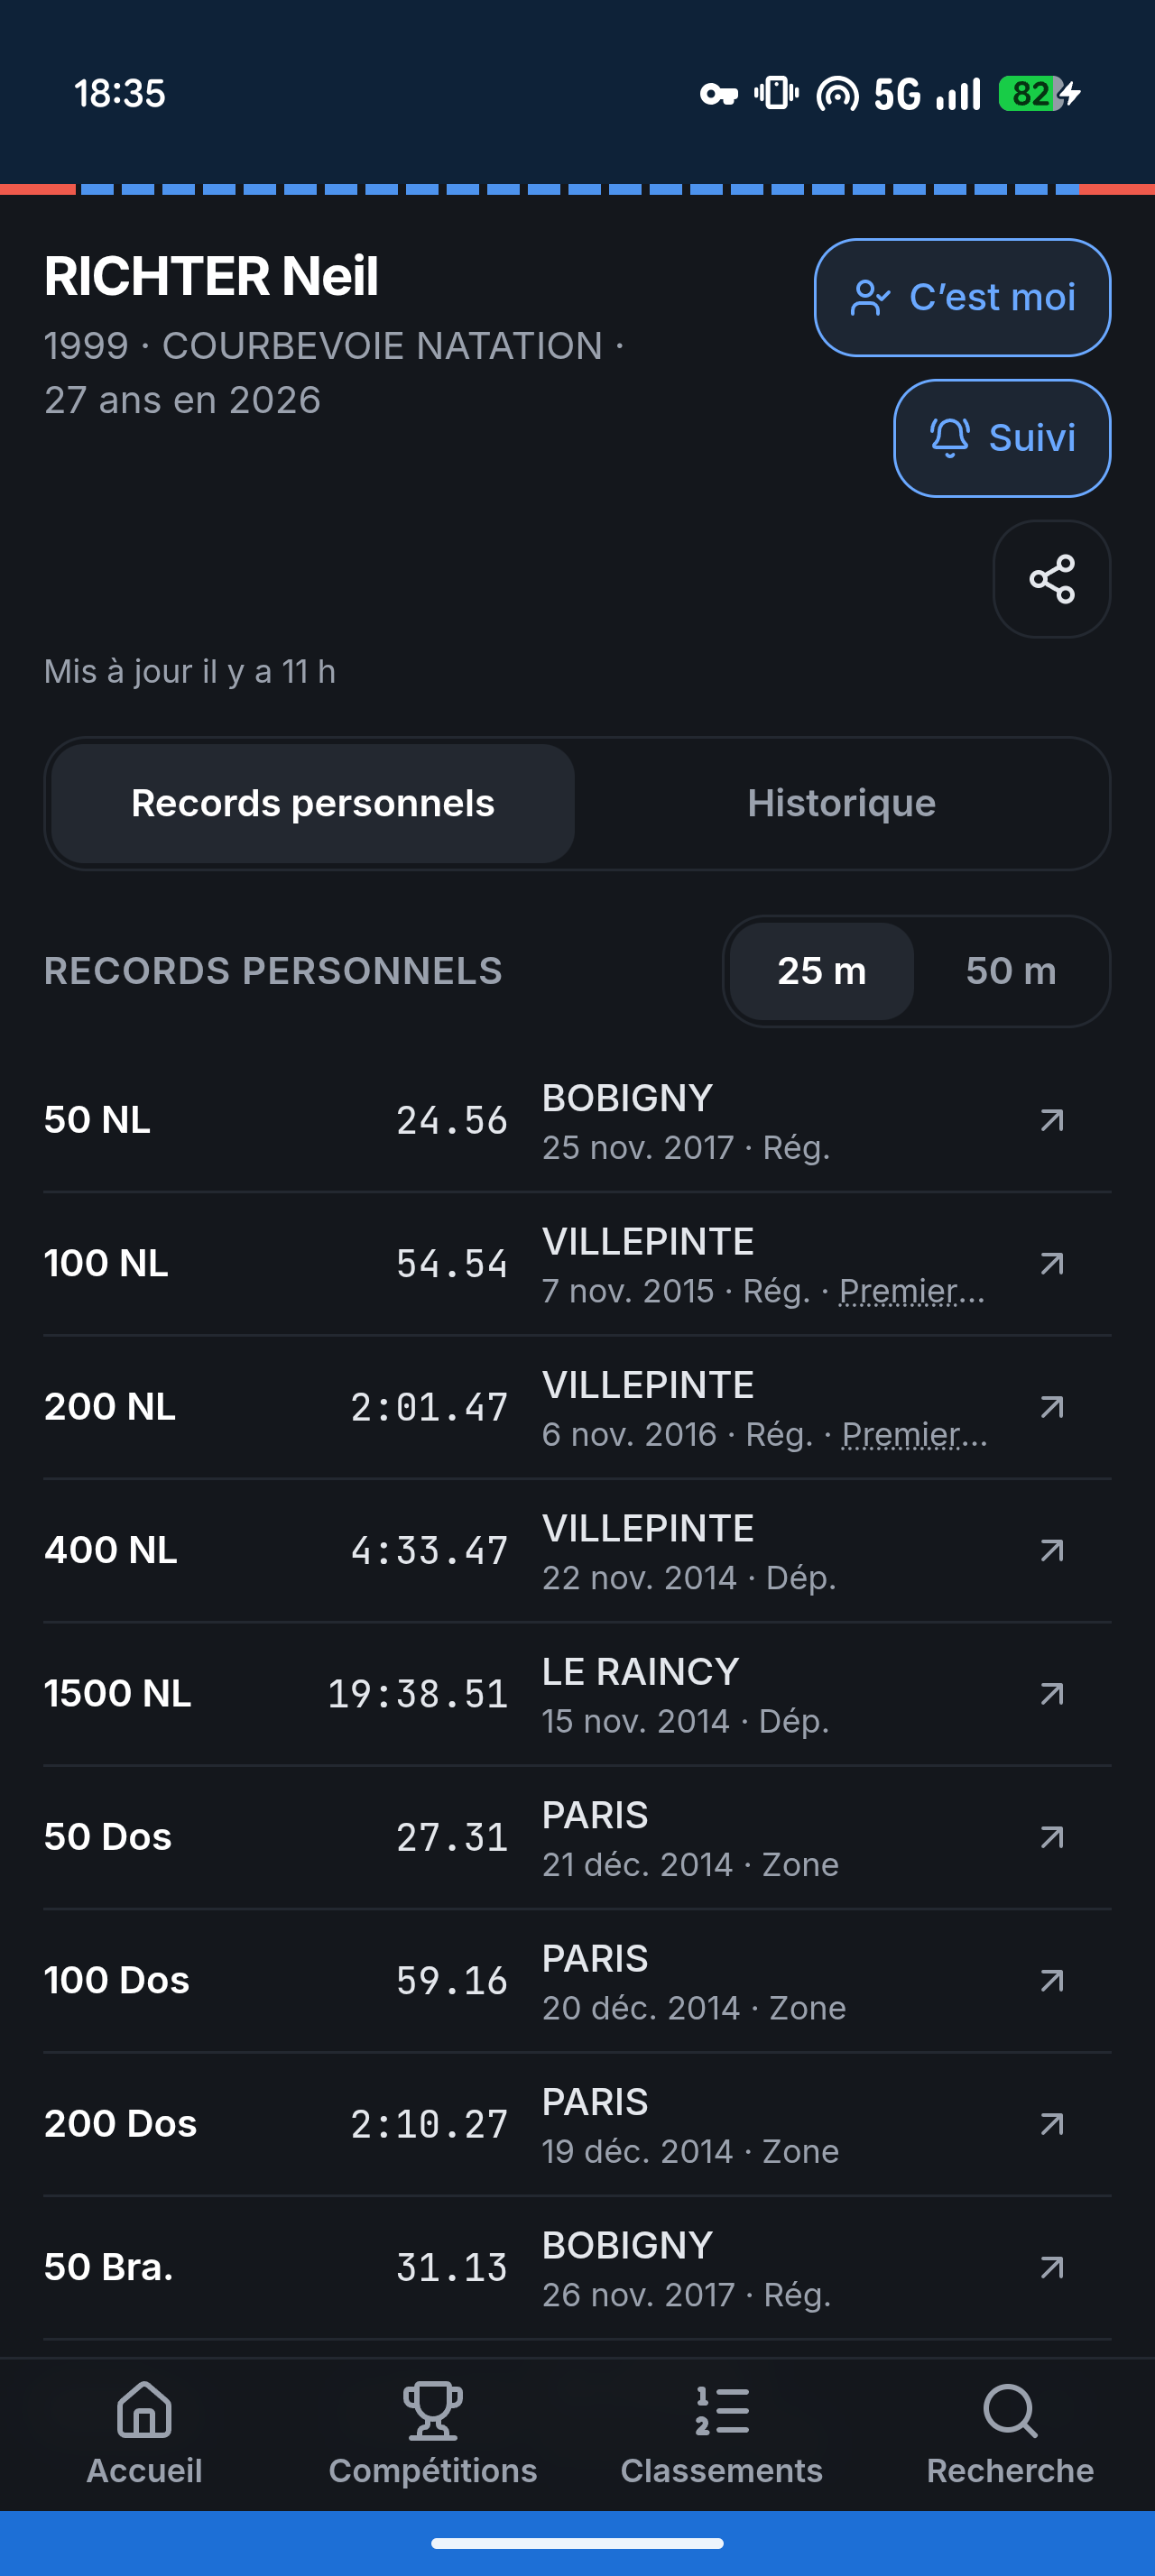 18:35
5G
82
RICHTER Neil
1999 · COURBEVOIE NATATION ·
27 ans en 2026
C’est moi
Suivi
Mis à jour il y a 11 h
Records personnels
Historique
RECORDS PERSONNELS
25 m
50 m
50 NL
24.56
BOBIGNY
25 nov. 2017 · Rég.
100 NL
54.54
VILLEPINTE
7 nov. 2015 · Rég. · Premier...
200 NL
2:01.47
VILLEPINTE
6 nov. 2016 · Rég. · Premier...
400 NL
4:33.47
VILLEPINTE
22 nov. 2014 · Dép.
1500 NL
19:38.51
LE RAINCY
15 nov. 2014 · Dép.
50 Dos
27.31
PARIS
21 déc. 2014 · Zone
100 Dos
59.16
PARIS
20 déc. 2014 · Zone
200 Dos
2:10.27
PARIS
19 déc. 2014 · Zone
50 Bra.
31.13
BOBIGNY
26 nov. 2017 · Rég.
Accueil
Compétitions
Classements
Recherche